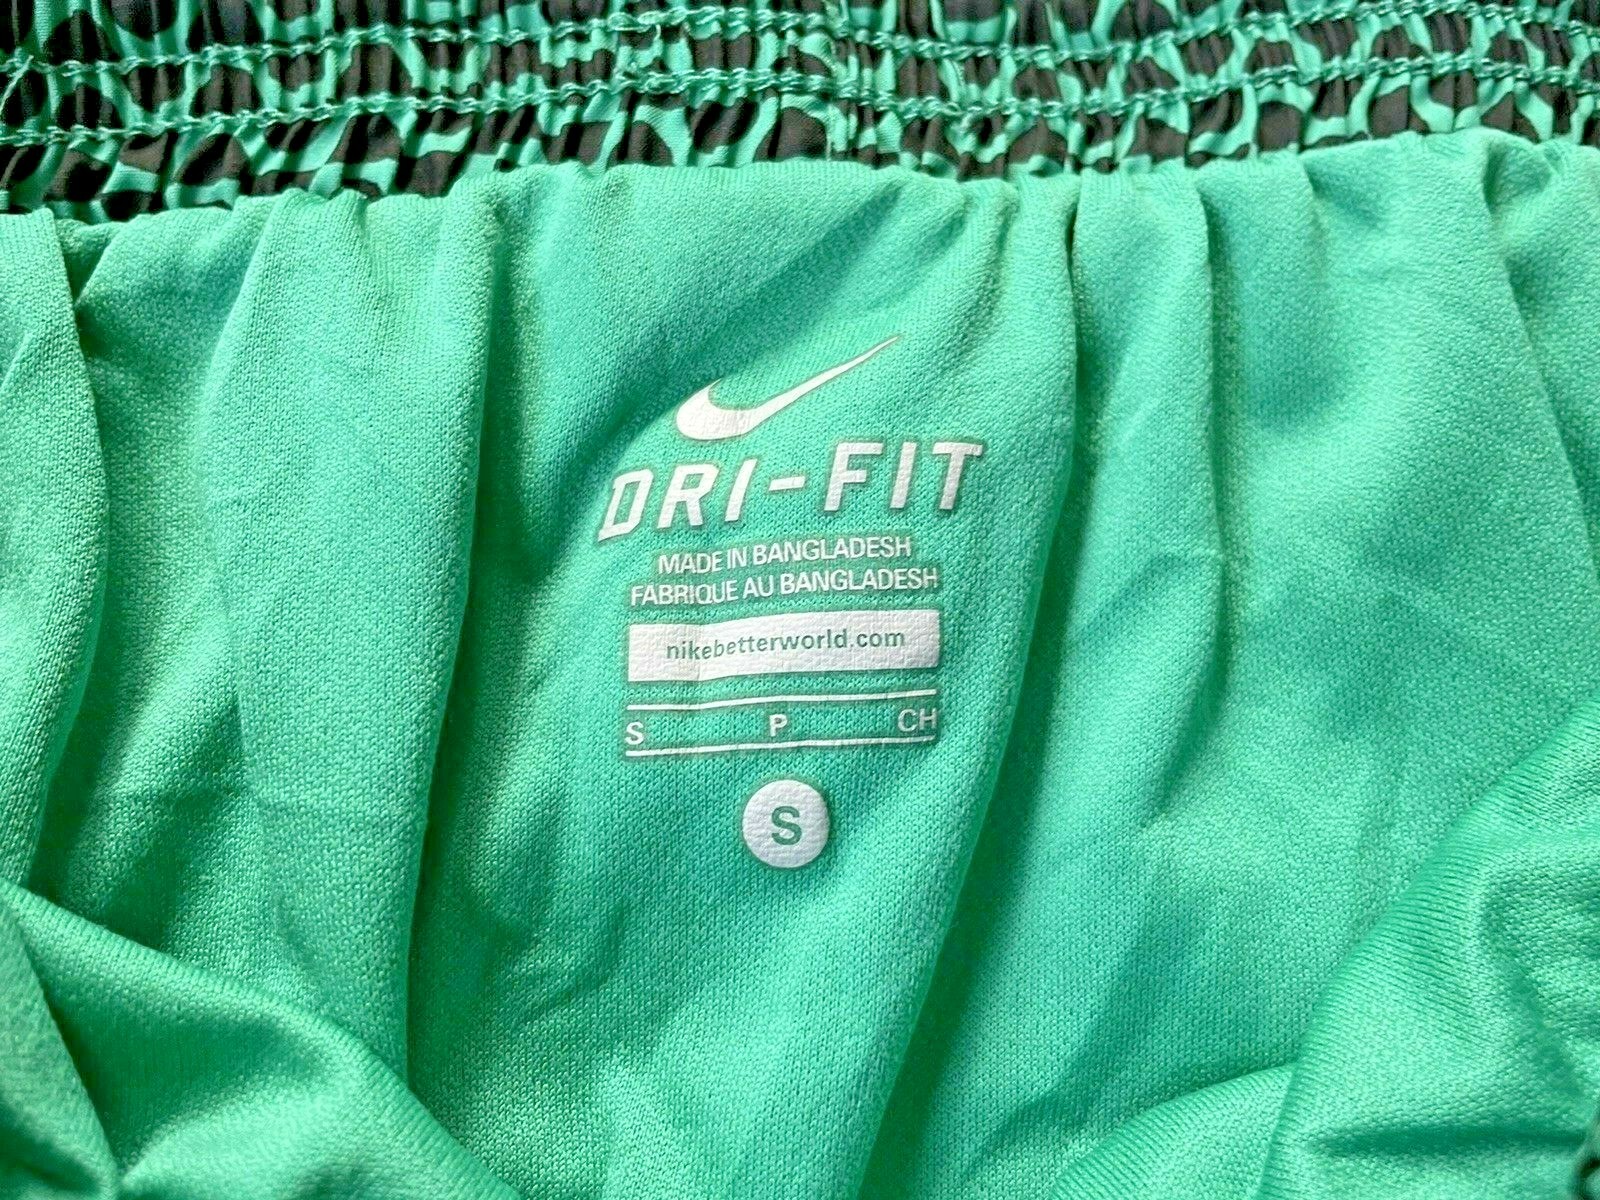 DRI-FIT
MADE IN BANGLADESH
FABRIQUE AU BANGLADESH
nikebetterworld.com
S P CH
S